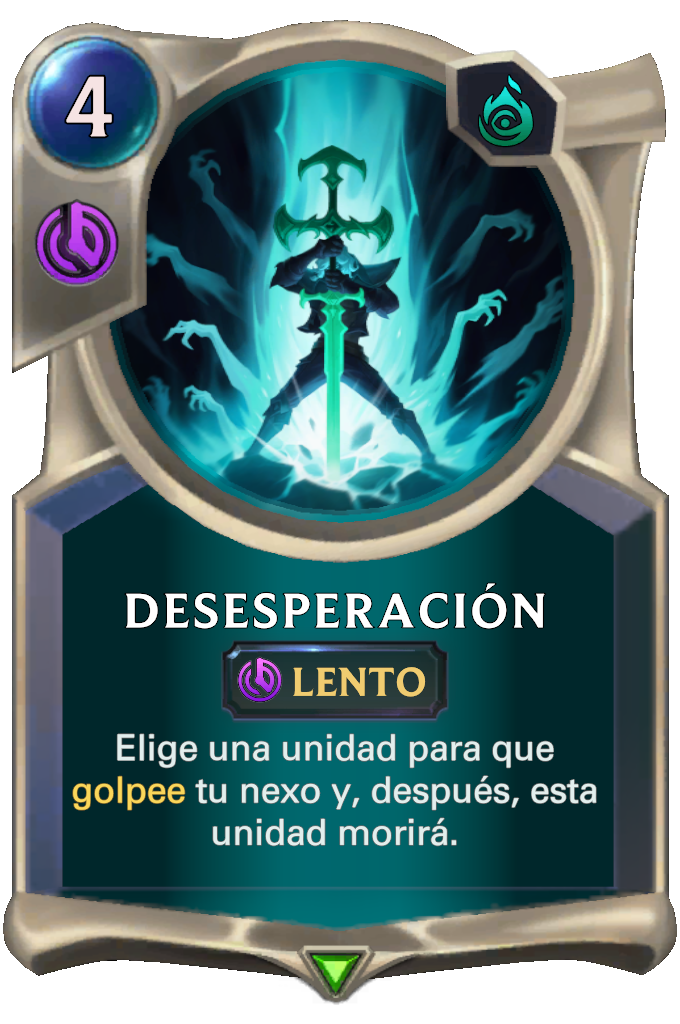 4
DESESPERACIÓN
LENTO
Elige una unidad para que
golpee tu nexo y, después, esta
unidad morirá.